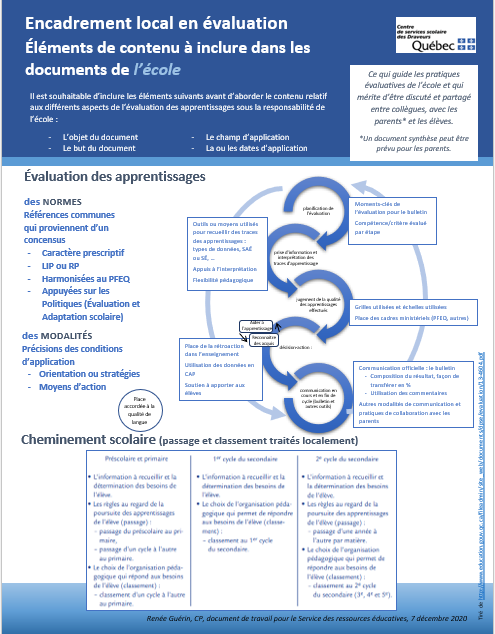 Encadrement local en évaluation
Éléments de contenu à inclure dans les
documents de l'école
Centre
de services scolaire
des Draveurs
Québec
Il est souhaitable d'inclure les éléments suivants avant d'aborder le contenu relatif
aux différents aspects de l'évaluation des apprentissages sous la responsabilité de
l'école :
- L'objet du document
- Le but du document
- Le champ d'application
- La ou les dates d'application
Ce qui guide les pratiques
évaluatives de l'école et qui
mérite d'être discuté et partagé
entre collègues, avec les
parents* et les élèves.
*Un document synthèse peut être
prévu pour les parents.
Évaluation des apprentissages
des NORMES
Références communes
qui proviennent d'un
consensus
- Caractère prescriptif
- LIP ou RP
- Harmonisées au PFEQ
- Appuyées sur les
Politiques (Évaluation et
Adaptation scolaire)
des MODALITÉS
Précisions des conditions
d'application
- Orientation ou stratégies
- Moyens d'action
Place
accordée à la
qualité de
langue
planification de
l'évaluation
Moments-clés de
l'évaluation pour le bulletin
Compétence/critère évalué
par étape
Outils ou moyens utilisés
pour recueillir des traces
des apprentissages :
types de données, SAÉ
ou SÉ, ...
Appuis à l'interprétation
Flexibilité pédagogique
prise d'information et
interprétation des
traces d'apprentissage
jugement de la qualité
des apprentissages
effectués
Grilles utilisées et échelles utilisées
Place des cadres ministériels (PFEQ, autres)
Aider à
l'apprentissage
Reconnaitre
des acquis
décision/action :
Place de la rétroaction
dans l'enseignement
Utilisation des données en
CAP
Soutien à apporter aux
élèves
communication en
cours et en fin de
cycle (bulletin et
autres outils)
Communication officielle : le bulletin
- Composition du résultat, façon de
transférer en %
- Utilisation des commentaires
Autres modalités de communication et
pratiques de collaboration avec les
parents
Cheminement scolaire (passage et classement traités localement)
Préscolaire et primaire
• L'information à recueillir et la
détermination des besoins de
l'élève.
• Les règles au regard de la
poursuite des apprentissages
de l'élève (passage) :
– passage du préscolaire au pri-
maire,
– passage d'un cycle à l'autre
au primaire.
• Le choix de l'organisation péda-
gogique qui répond aux besoins
de l'élève (classement) :
– classement d'un cycle à l'autre
au primaire.
1er cycle du secondaire
• L'information à recueillir et la
détermination des besoins de
l'élève.
• Le choix de l'organisation péda-
gogique qui permet de répondre
aux besoins de l'élève (classe-
ment) :
– classement au 1er cycle
du secondaire.
2e cycle du secondaire
• L'information à recueillir et la
détermination des besoins de
l'élève.
• Les règles au regard de la
poursuite des apprentissages
de l'élève (passage) :
– passage d'une année à
l'autre par matière.
• Le choix de l'organisation
pédagogique qui permet de
répondre aux besoins de
l'élève (classement) :
– classement au 2e cycle
du secondaire (3e, 4e et 5e).
Renée Guérin, CP, document de travail pour le Service des ressources éducatives, 7 décembre 2020